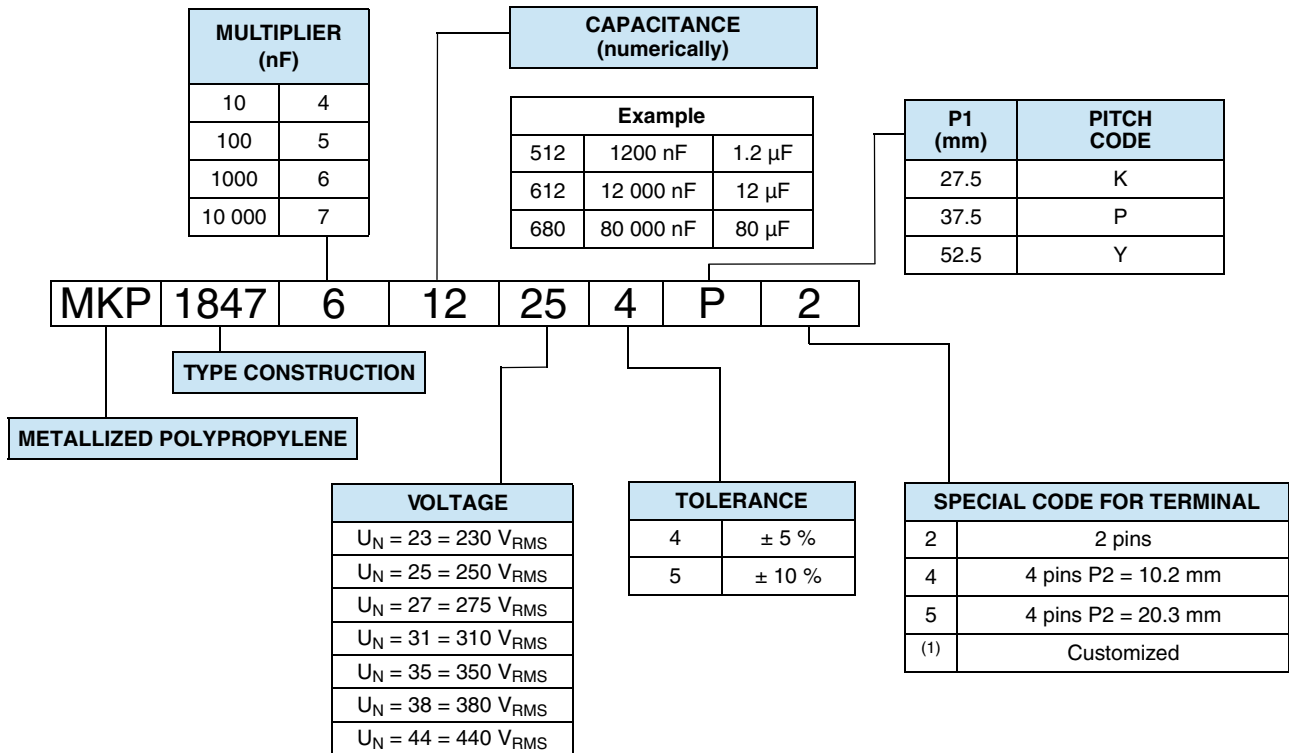 MULTIPLIER
(nF)
10 4
100 5
1000 6
10 000 7
CAPACITANCE
(numerically)
Example
512 1200 nF 1.2 µF
612 12 000 nF 12 µF
680 80 000 nF 80 µF
P1
(mm) PITCH
CODE
27.5 K
37.5 P
52.5 Y
MKP 1847 6 12 25 4 P 2
TYPE CONSTRUCTION
METALLIZED POLYPROPYLENE
VOLTAGE
UN = 23 = 230 VRMS
UN = 25 = 250 VRMS
UN = 27 = 275 VRMS
UN = 31 = 310 VRMS
UN = 35 = 350 VRMS
UN = 38 = 380 VRMS
UN = 44 = 440 VRMS
TOLERANCE
4 ± 5 %
5 ± 10 %
SPECIAL CODE FOR TERMINAL
2 2 pins
4 4 pins P2 = 10.2 mm
5 4 pins P2 = 20.3 mm
(1) Customized